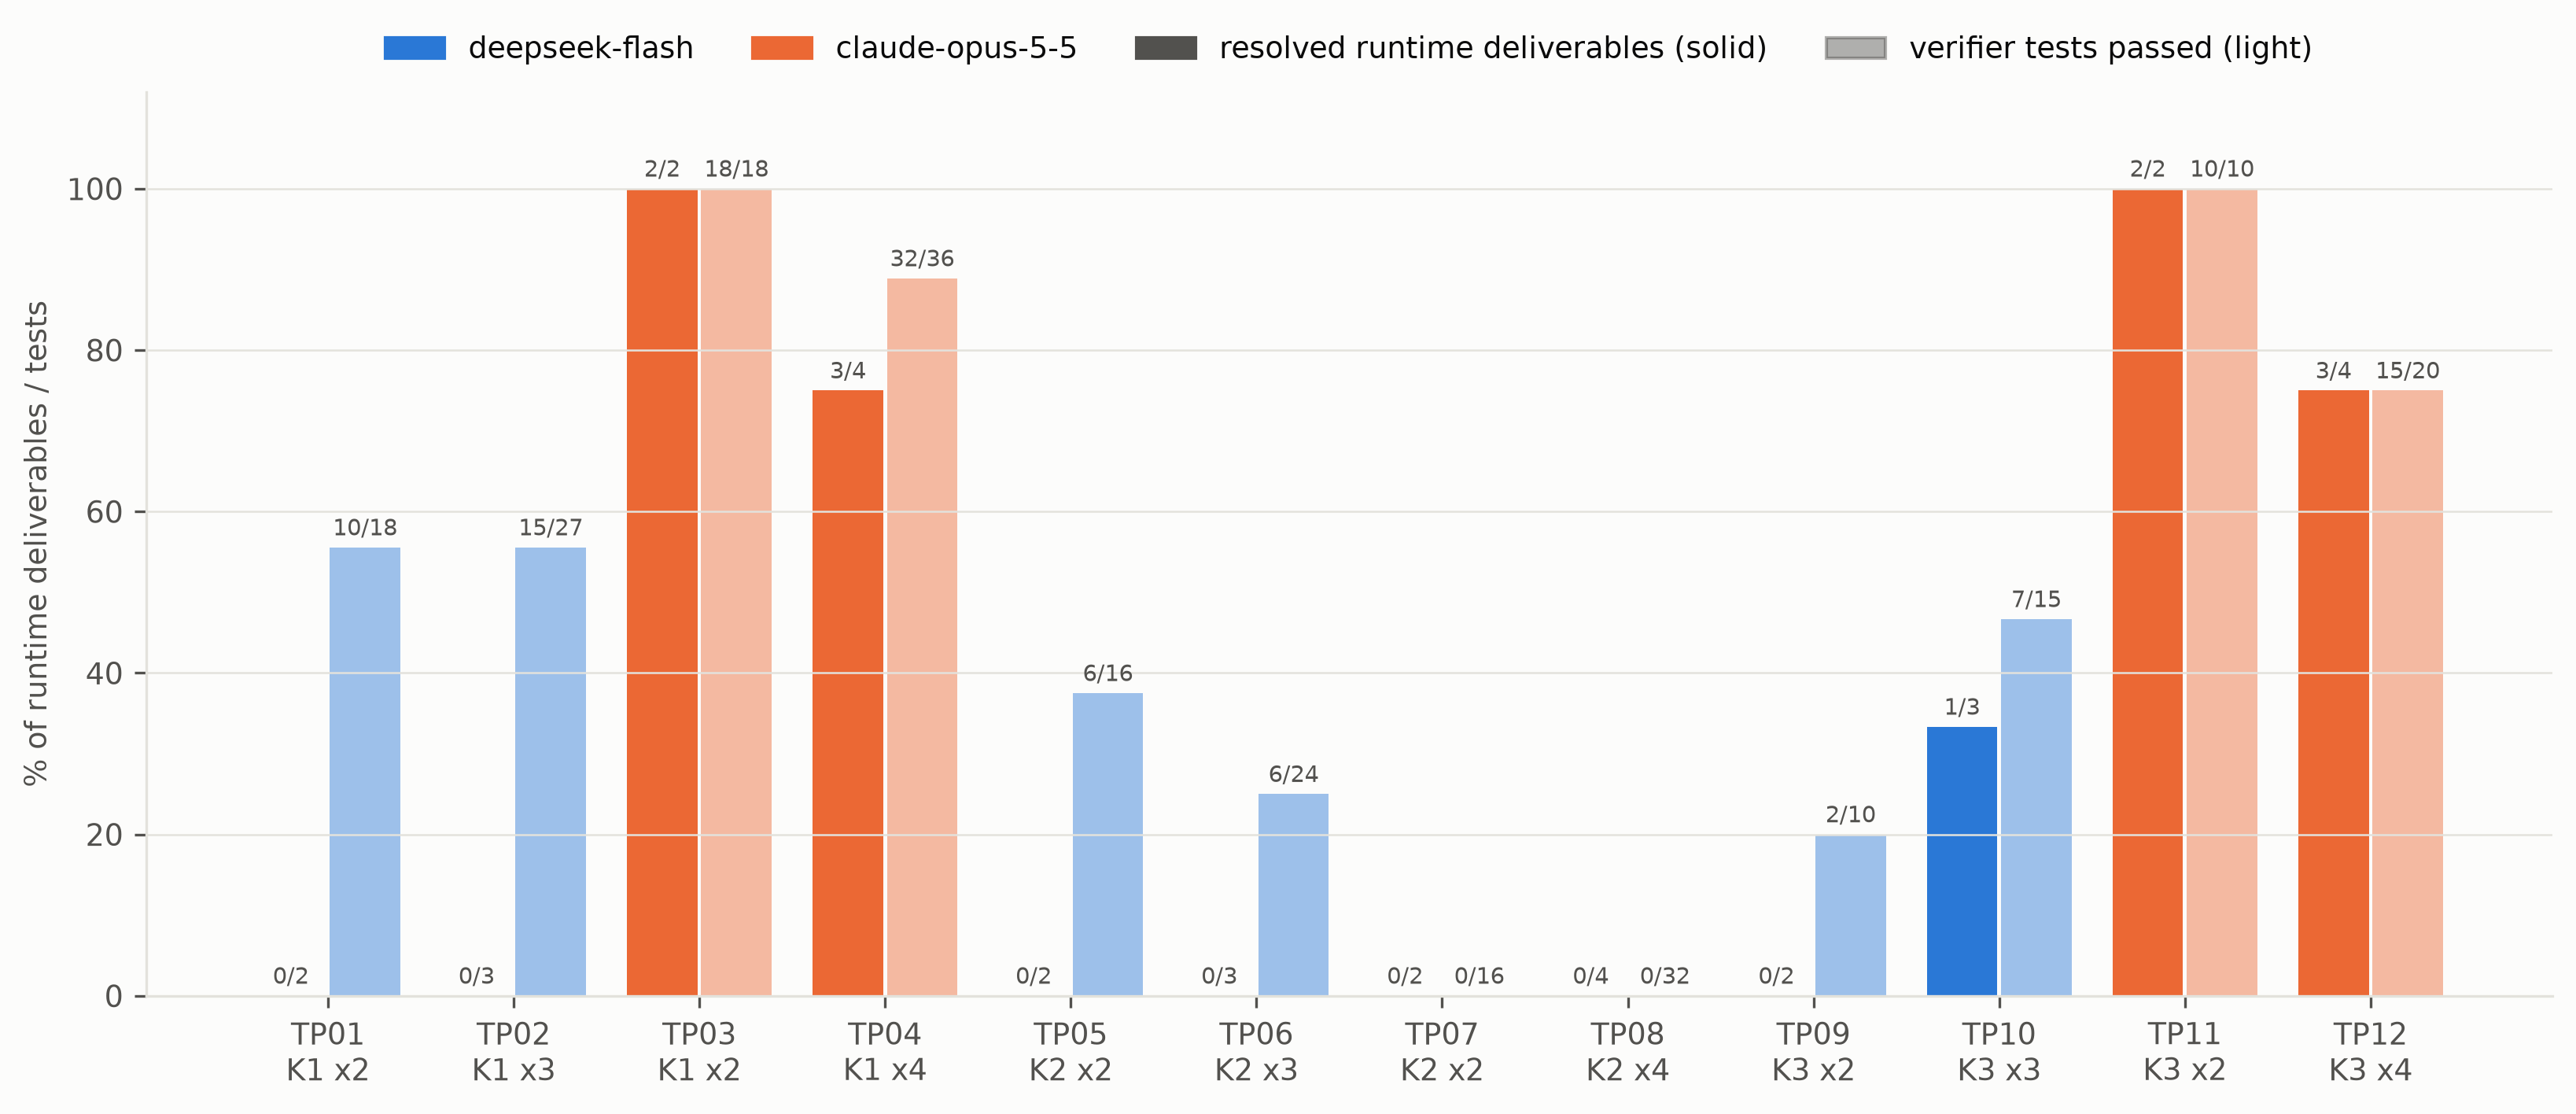 deepseek-flash
claude-opus-5-5
resolved runtime deliverables (solid)
verifier tests passed (light)
% of runtime deliverables / tests
100
80
60
40
20
0
0/2
10/18
0/3
15/27
2/2
18/18
3/4
32/36
0/2
6/16
0/3
6/24
0/2
0/16
0/4
0/32
0/2
2/10
1/3
7/15
2/2
10/10
3/4
15/20
TP01
K1 x2
TP02
K1 x3
TP03
K1 x2
TP04
K1 x4
TP05
K2 x2
TP06
K2 x3
TP07
K2 x2
TP08
K2 x4
TP09
K3 x2
TP10
K3 x3
TP11
K3 x2
TP12
K3 x4